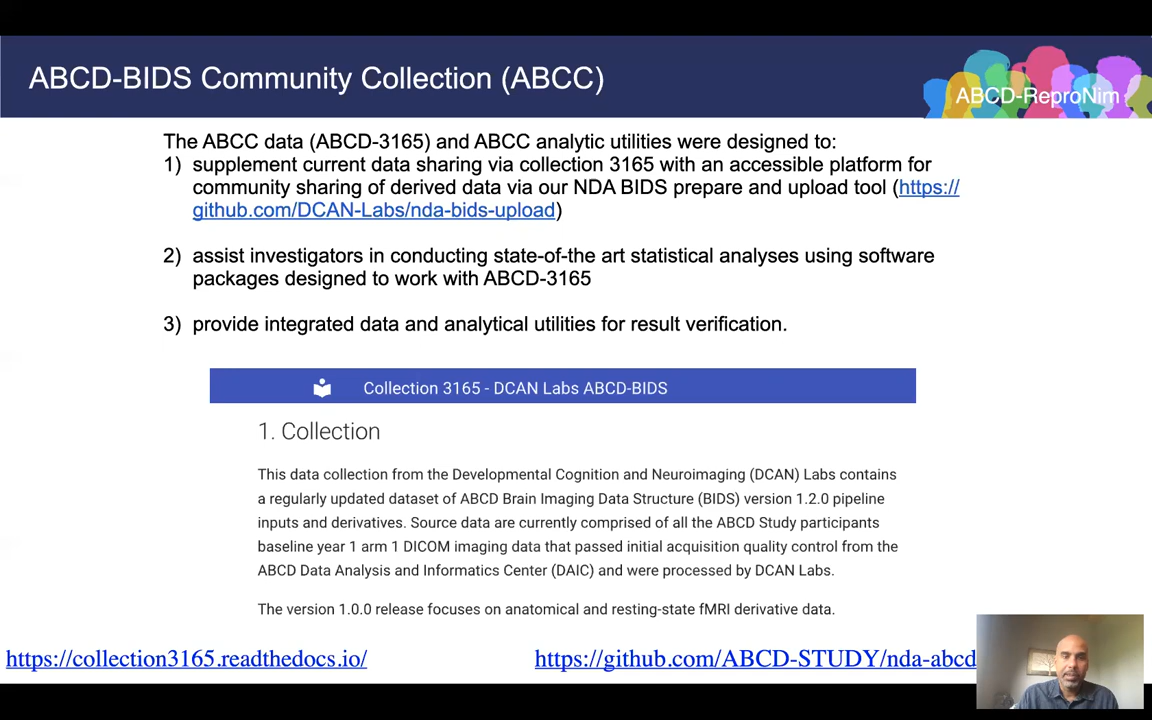 ABCD-BIDS Community Collection (ABCC)
ABCD-ReproNim
The ABCC data (ABCD-3165) and ABCC analytic utilities were designed to:
1) supplement current data sharing via collection 3165 with an accessible platform for
community sharing of derived data via our NDA BIDS prepare and upload tool (https://
github.com/DCAN-Labs/nda-bids-upload)
2) assist investigators in conducting state-of-the art statistical analyses using software
packages designed to work with ABCD-3165
3) provide integrated data and analytical utilities for result verification.
Collection 3165 - DCAN Labs ABCD-BIDS
1. Collection
This data collection from the Developmental Cognition and Neuroimaging (DCAN) Labs contains
a regularly updated dataset of ABCD Brain Imaging Data Structure (BIDS) version 1.2.0 pipeline
inputs and derivatives. Source data are currently comprised of all the ABCD Study participants
baseline year 1 arm 1 DICOM imaging data that passed initial acquisition quality control from the
ABCD Data Analysis and Informatics Center (DAIC) and were processed by DCAN Labs.
The version 1.0.0 release focuses on anatomical and resting-state fMRI derivative data.
https://collection3165.readthedocs.io/
https://github.com/ABCD-STUDY/nda-abcd